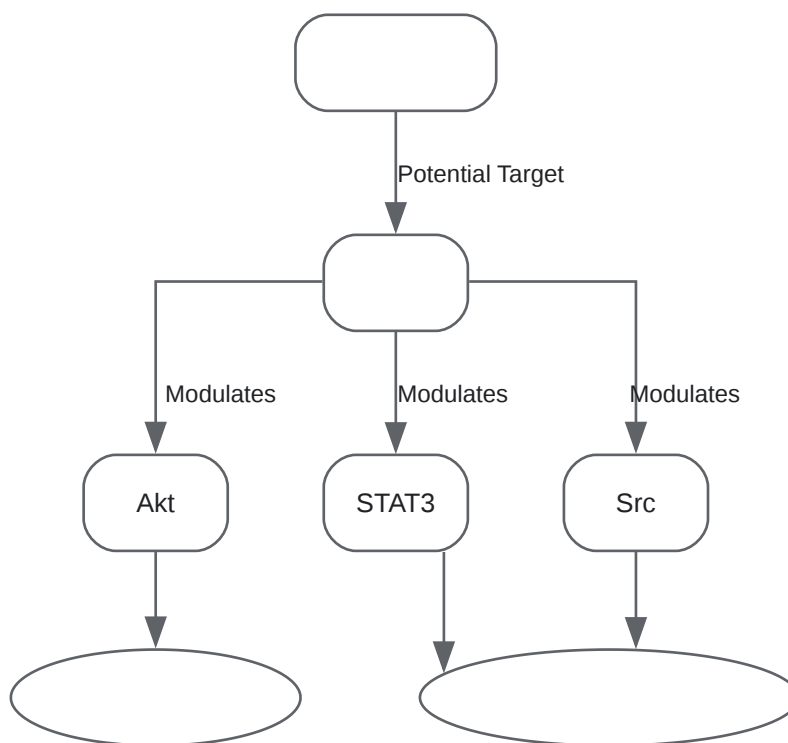 Potential Target
Modulates
Modulates
Modulates
Akt
STAT3
Src